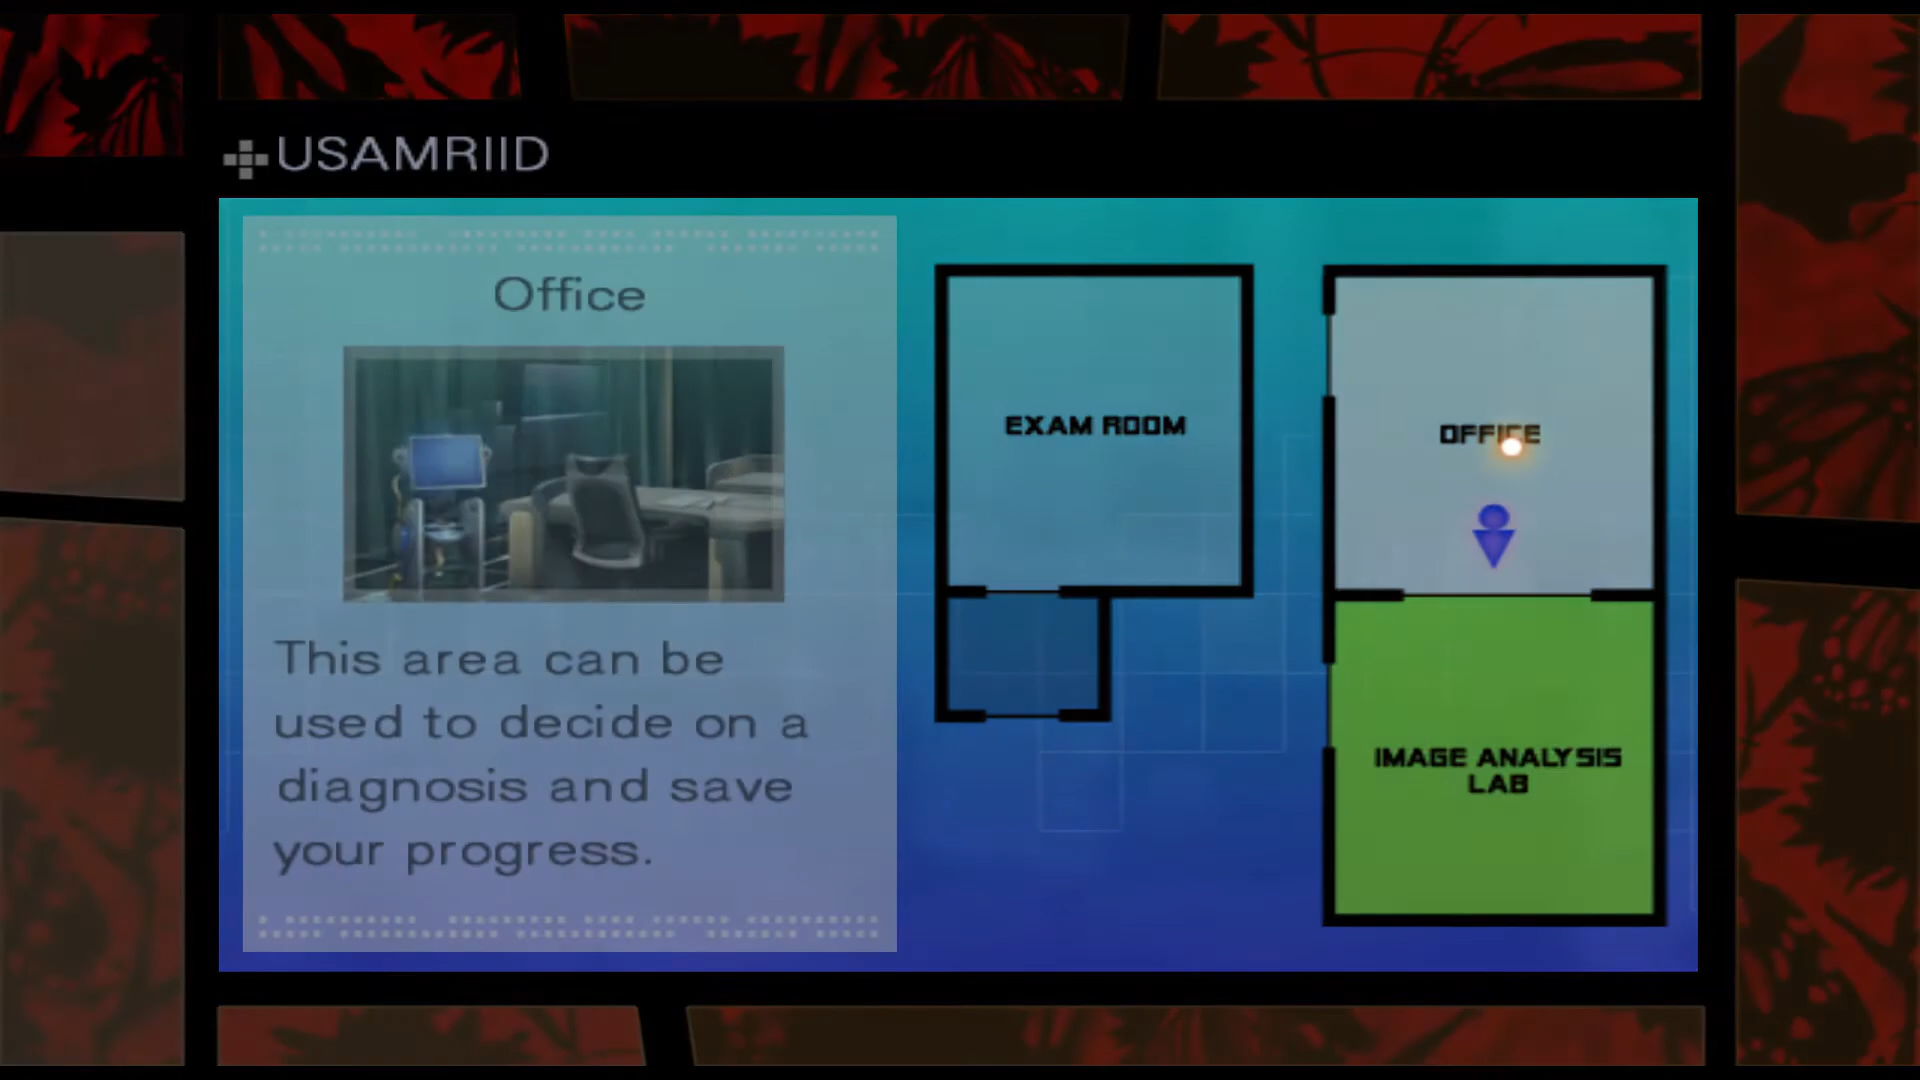 USAMRIID
Office
This area can be
used to decide on a
diagnosis and save
your progress.
EXAM ROOM
OFFICE
IMAGE ANALYSIS
LAB